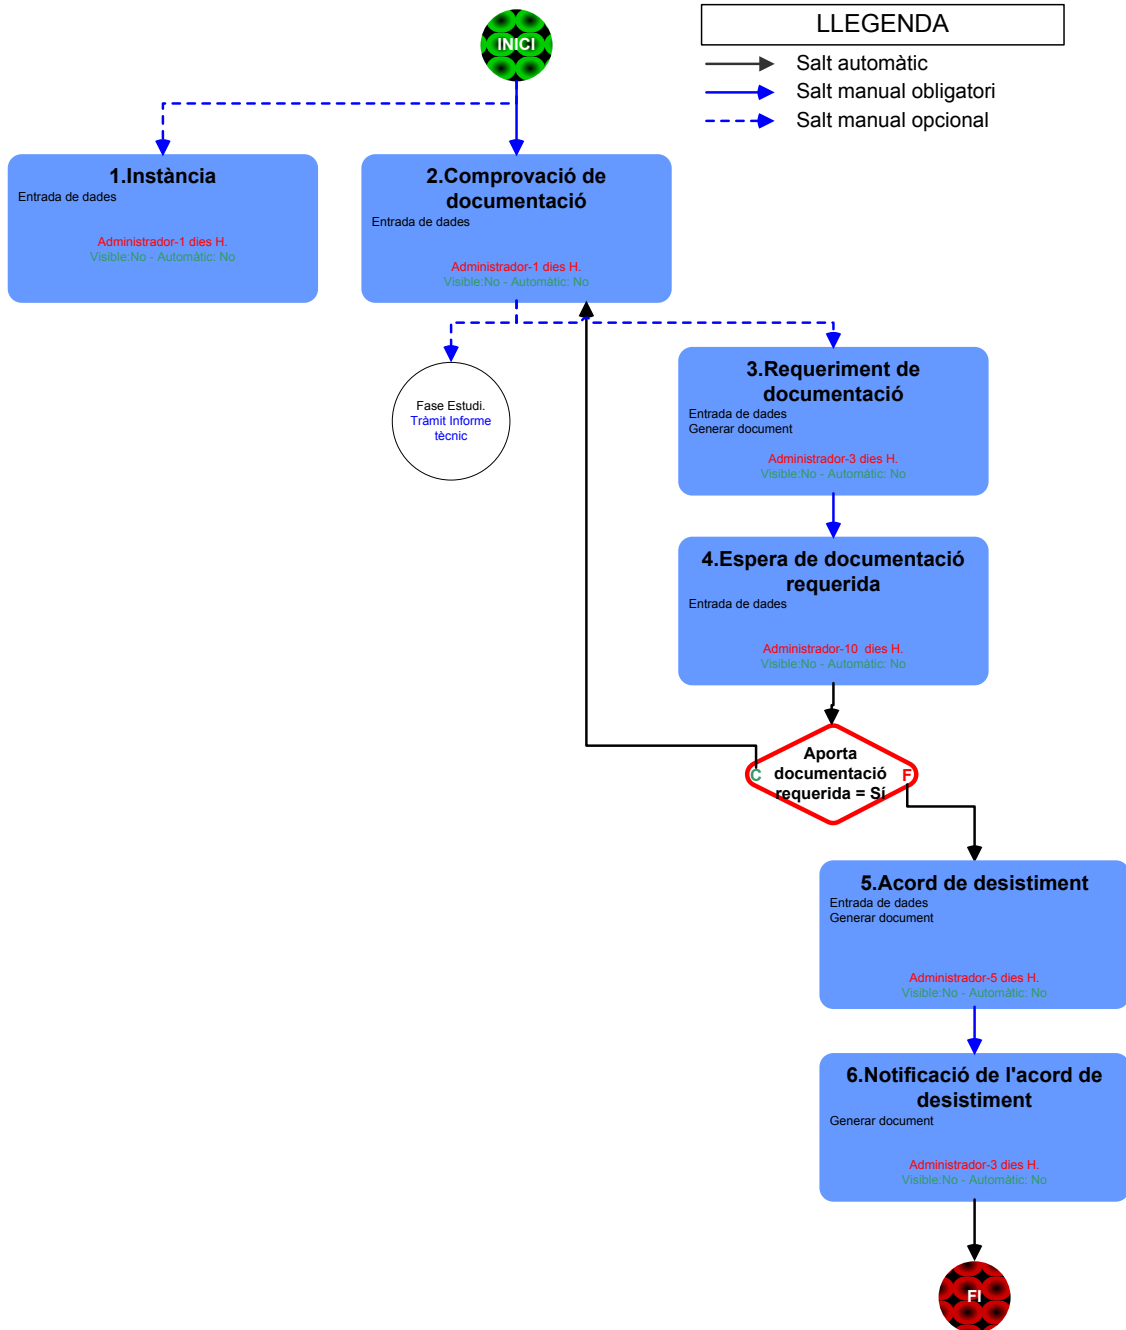 INICI
LLEGENDA
Salt automàtic
Salt manual obligatori
Salt manual opcional
1.Instància
Entrada de dades
Administrador-1 dies H.
Visible:No - Automàtic: No
2.Comprovació de
documentació
Entrada de dades
Administrador-1 dies H.
Visible:No - Automàtic: No
Fase Estudi.
Tràmit Informe
tècnic
3.Requeriment de
documentació
Entrada de dades
Generar document
Administrador-3 dies H.
Visible:No - Automàtic: No
4.Espera de documentació
requerida
Entrada de dades
Administrador-10  dies H.
Visible:No - Automàtic: No
Aporta
C documentació F
requerida = Sí
5.Acord de desistiment
Entrada de dades
Generar document
Administrador-5 dies H.
Visible:No - Automàtic: No
6.Notificació de l'acord de
desistiment
Generar document
Administrador-3 dies H.
Visible:No - Automàtic: No
FI